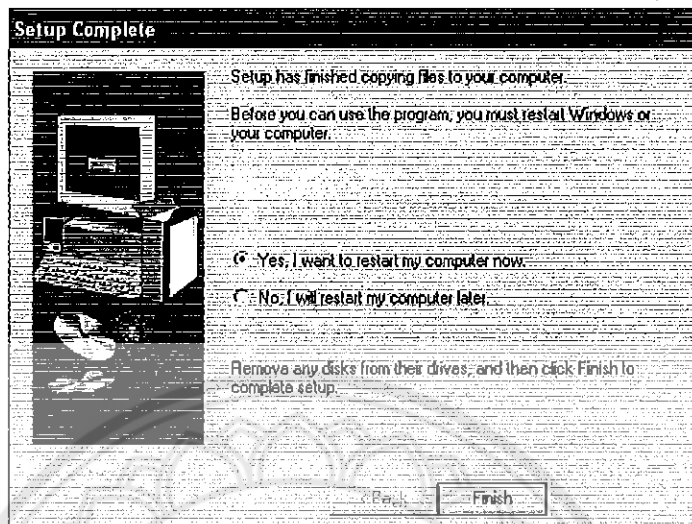 Setup Complete
Setup has finished copying files to your computer.
Before you can use the program, you must restart Windows or
your computer.
Yes, I want to restart my computer now.
No, I will restart my computer later.
Remove any disks from their drives, and then click Finish to
complete setup.
< Back
Finish